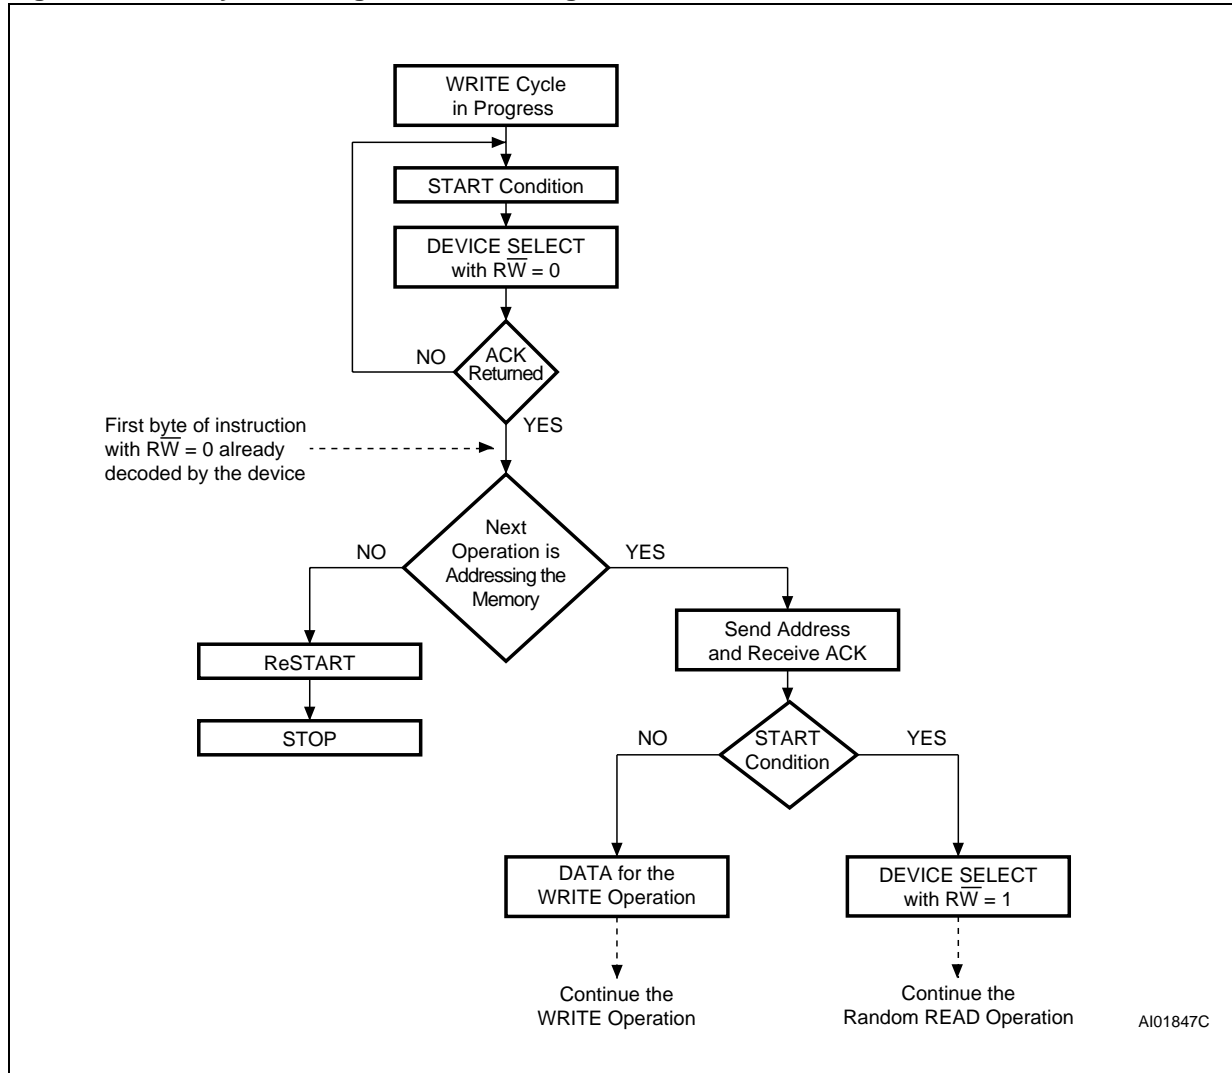 WRITE Cycle
in Progress
START Condition
DEVICE SELECT
with RW̅ = 0
NO
ACK
Returned
YES
First byte of instruction
with RW̅ = 0 already
decoded by the device
NO
Next
Operation is
Addressing the
Memory
YES
Send Address
and Receive ACK
ReSTART
STOP
NO
START
Condition
YES
DATA for the
WRITE Operation
DEVICE SELECT
with RW̅ = 1
Continue the
WRITE Operation
Continue the
Random READ Operation
AI01847C